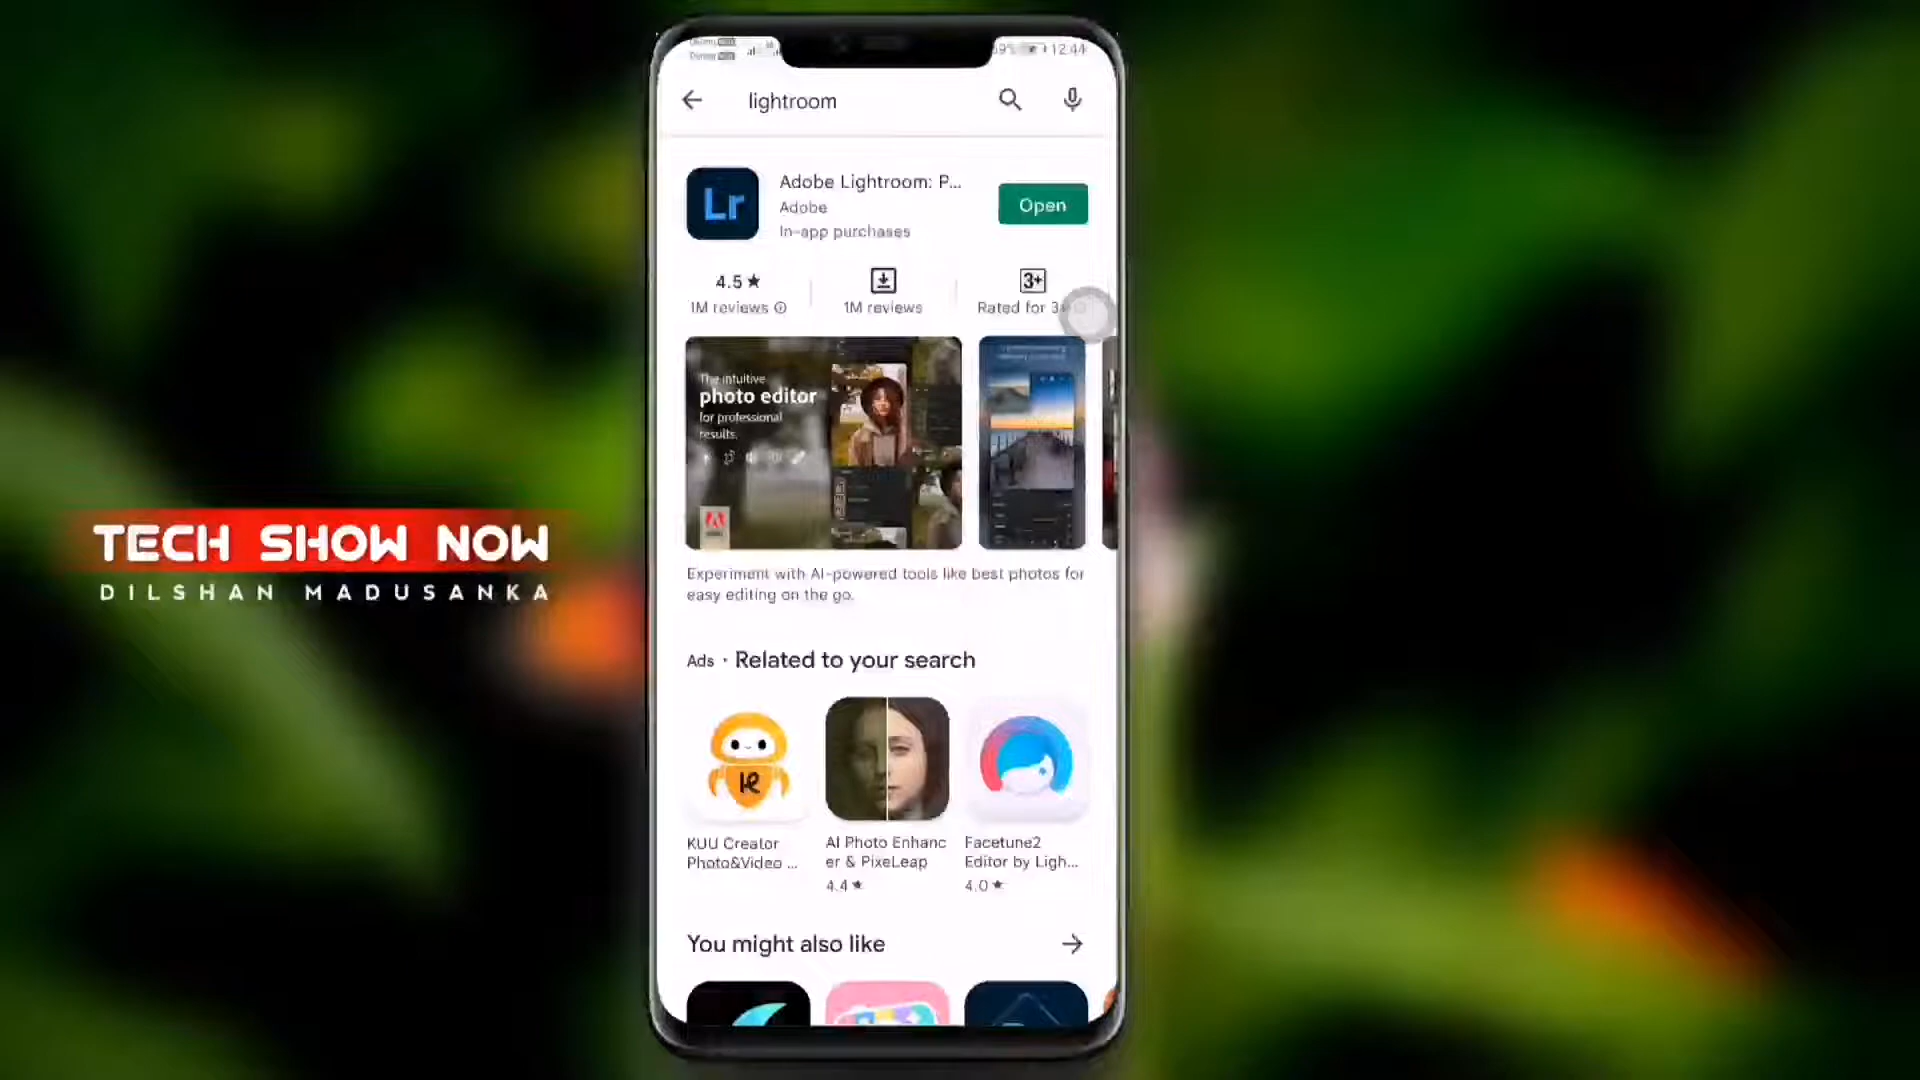 12:44
lightroom
Lr
Adobe Lightroom: P...
Adobe
In-app purchases
Open
4.5 ★
1M reviews
1M reviews
3+
Rated for 3+
The intuitive
photo editor
for professional
results.
Experiment with AI-powered tools like best photos for
easy editing on the go.
Ads · Related to your search
KUU Creator
Photo&Video ...
AI Photo Enhanc
er & PixeLeap
4.4 ★
Facetune2
Editor by Ligh...
4.0 ★
You might also like
TECH SHOW NOW
DILSHAN MADUSANKA